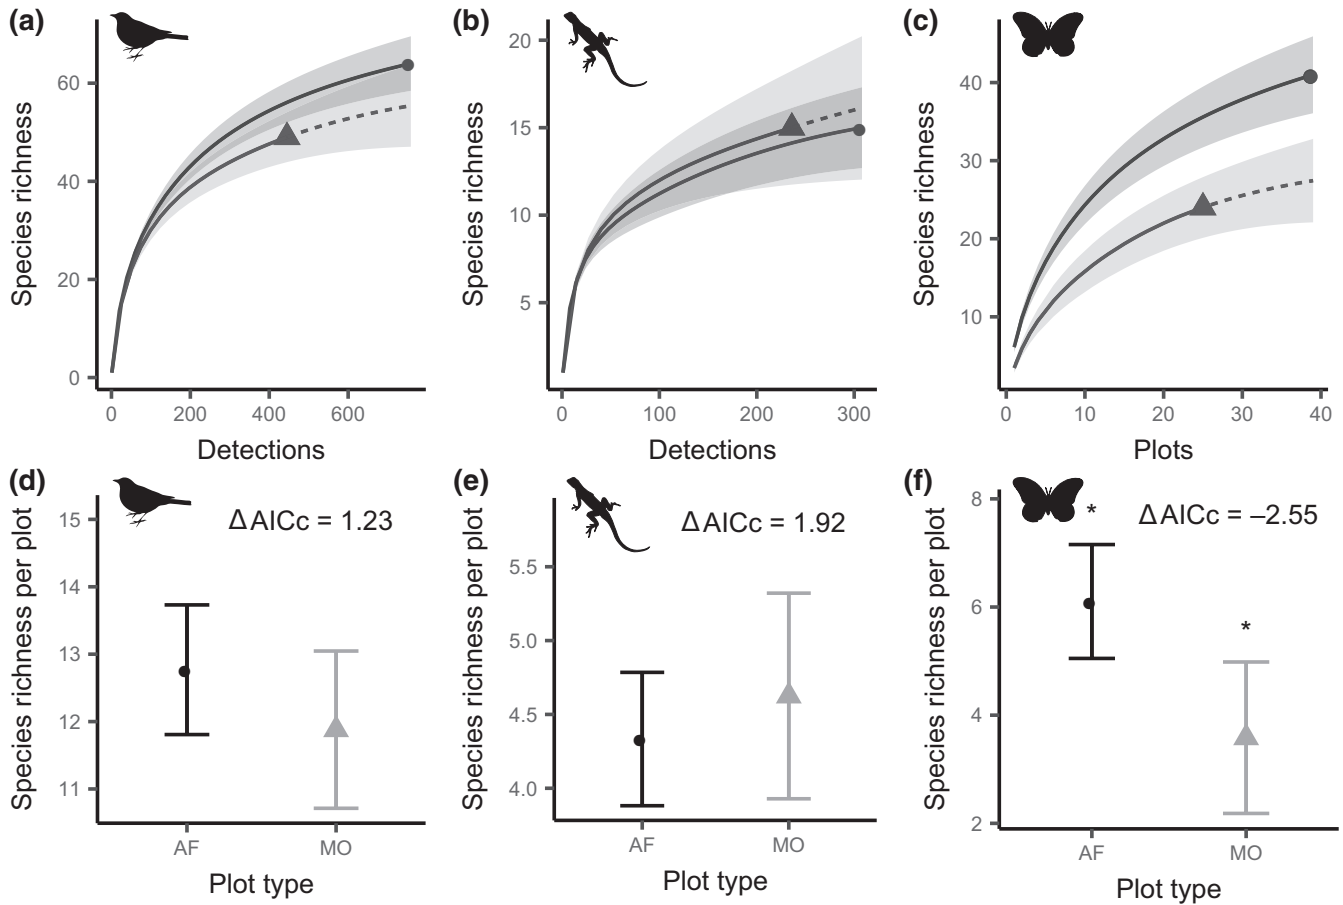 (a)
Species richness
60
40
20
0
0 200 400 600
Detections
(b)
Species richness
20
15
10
5
0 100 200 300
Detections
(c)
Species richness
40
30
20
10
0 10 20 30 40
Plots
(d)
Species richness per plot
ΔAICc = 1.23
15
14
13
12
11
AF MO
Plot type
(e)
Species richness per plot
ΔAICc = 1.92
5.5
5.0
4.5
4.0
AF MO
Plot type
(f)
Species richness per plot
* ΔAICc = –2.55
8
6
*
4
2
AF MO
Plot type